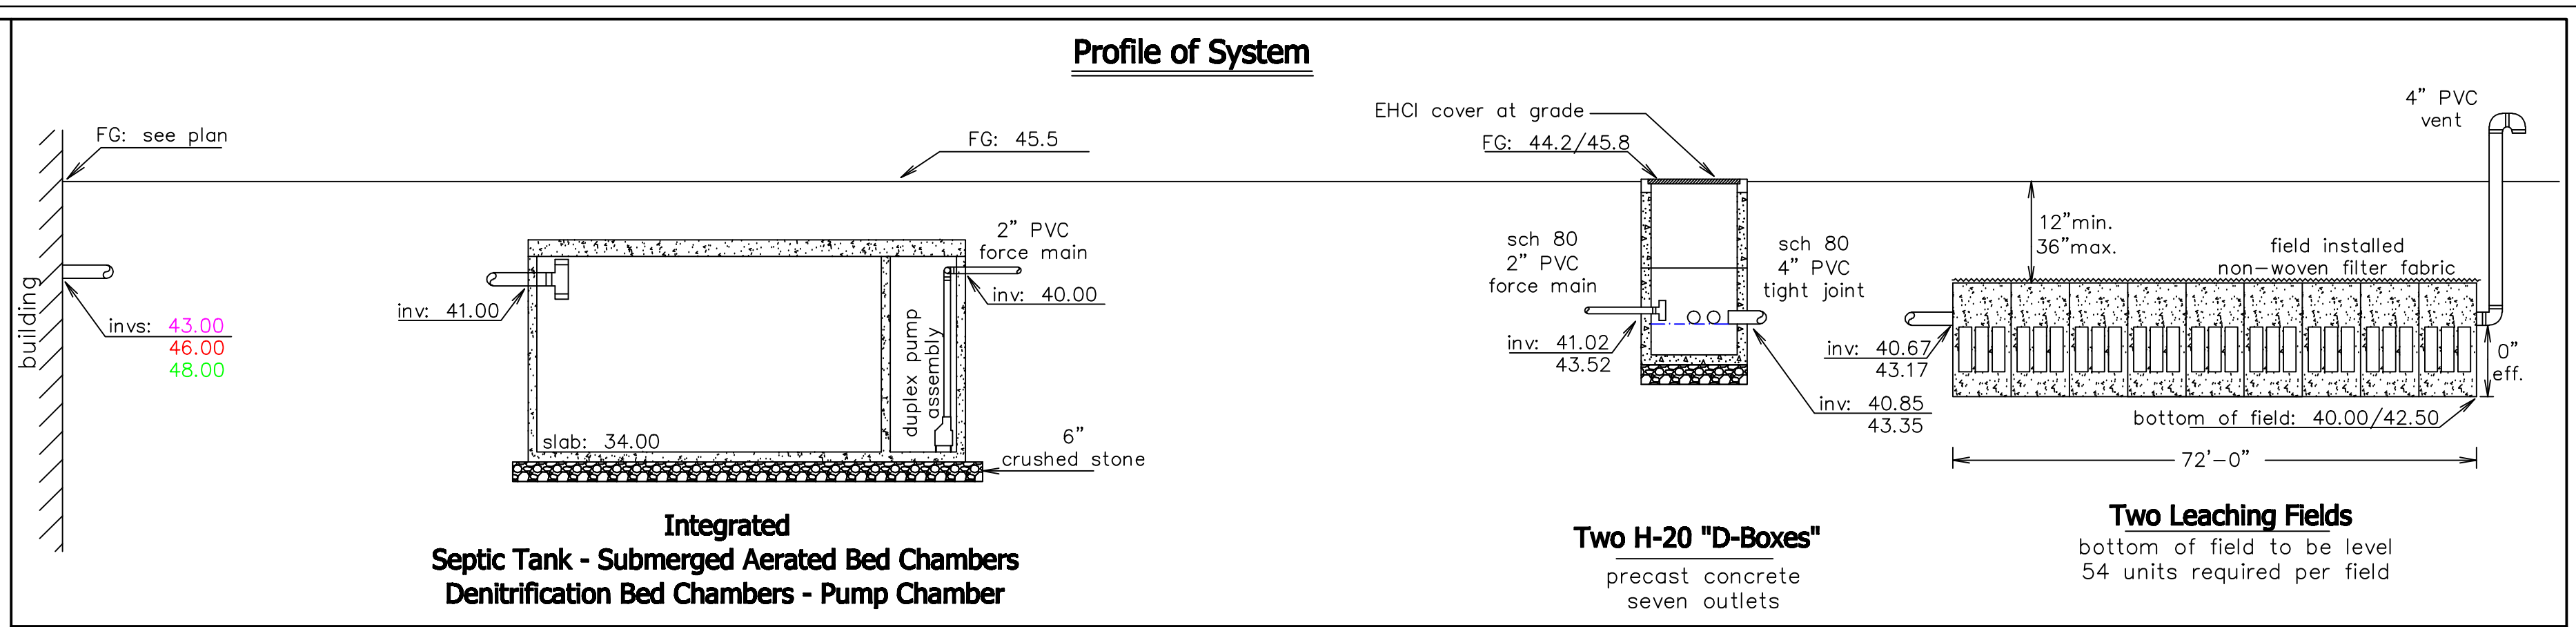 Profile of System
FG: see plan
building
invs: 43.00
46.00
48.00
FG: 45.5
inv: 41.00
slab: 34.00
duplex pump
assembly
2" PVC
force main
inv: 40.00
6"
crushed stone
Integrated
Septic Tank - Submerged Aerated Bed Chambers
Denitrification Bed Chambers - Pump Chamber
EHCI cover at grade
FG: 44.2/45.8
sch 80
2" PVC
force main
inv: 41.02
43.52
sch 80
4" PVC
tight joint
inv: 40.85
43.35
Two H-20 "D-Boxes"
precast concrete
seven outlets
4" PVC
vent
12"min.
36"max.
field installed
non-woven filter fabric
inv: 40.67
43.17
0"
eff.
bottom of field: 40.00/42.50
72'-0"
Two Leaching Fields
bottom of field to be level
54 units required per field